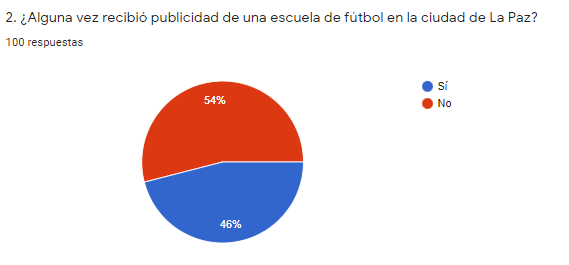 2. ¿Alguna vez recibió publicidad de una escuela de fútbol en la ciudad de La Paz?
100 respuestas
Sí
No
54%
46%